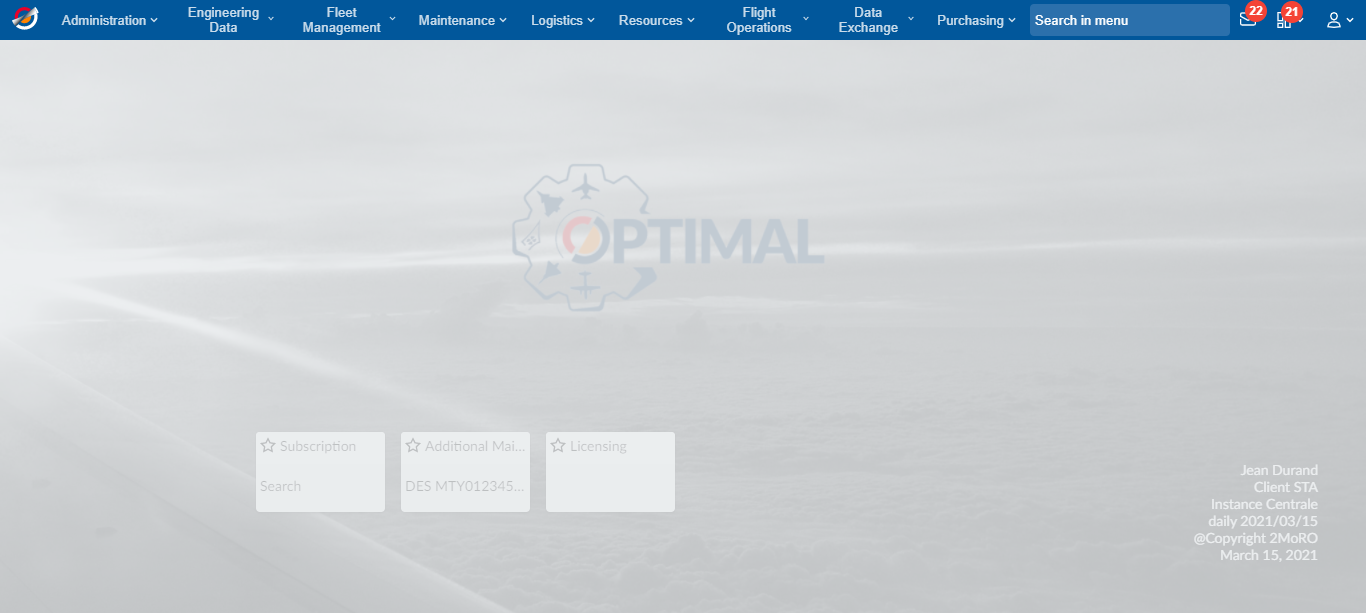 Administration
Engineering
Data
Fleet
Management
Maintenance
Logistics
Resources
Flight
Operations
Data
Exchange
Purchasing
Search in menu
22
21
OPTIMAL
Subscription
Search
Additional Mai...
DES MTY012345...
Licensing
Jean Durand
Client STA
Instance Centrale
daily 2021/03/15
@Copyright 2MoRO
March 15, 2021